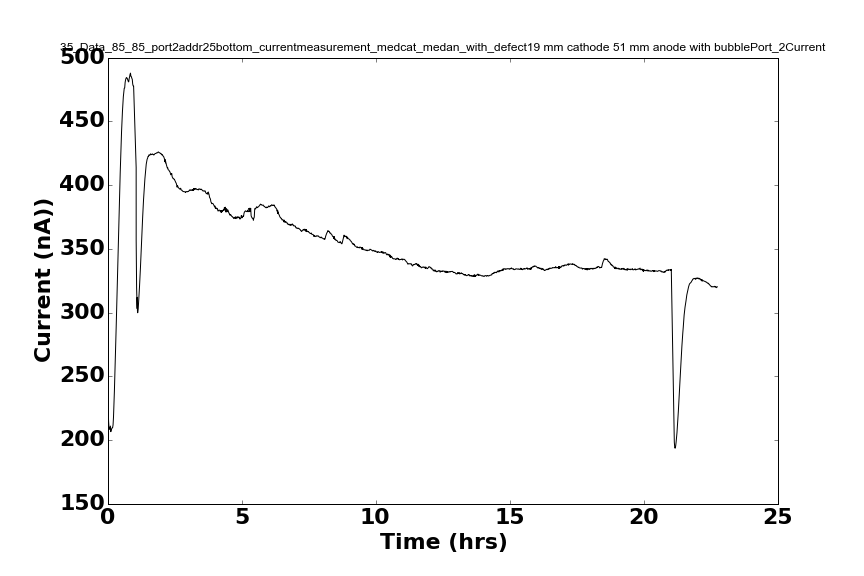 35_Data_85_85_port2addr25bottom_currentmeasurement_medcat_medan_with_defect19 mm cathode 51 mm anode with bubblePort_2Current
500
450
400
350
300
250
200
150
0 5 10 15 20 25
Current (nA))
Time (hrs)